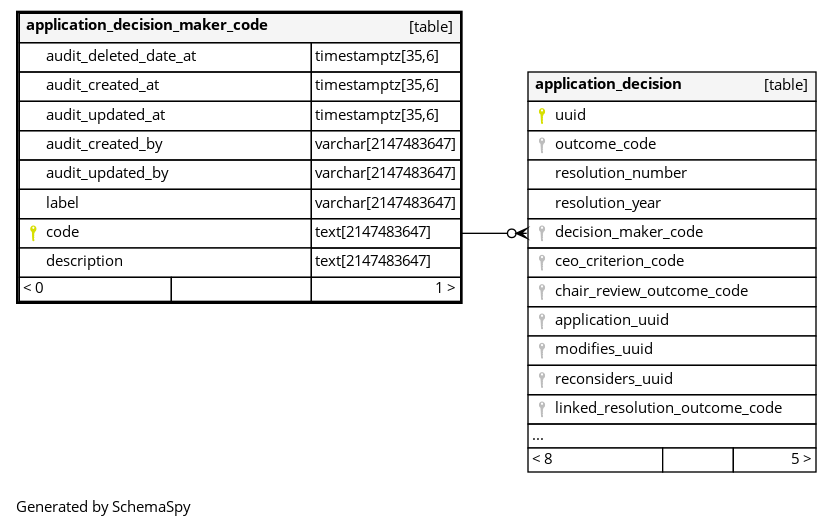 application_decision_maker_code [table]
audit_deleted_date_at timestamptz[35,6]
audit_created_at timestamptz[35,6]
audit_updated_at timestamptz[35,6]
audit_created_by varchar[2147483647]
audit_updated_by varchar[2147483647]
label varchar[2147483647]
code text[2147483647]
description text[2147483647]
< 0 1 >
application_decision [table]
uuid
outcome_code
resolution_number
resolution_year
decision_maker_code
ceo_criterion_code
chair_review_outcome_code
application_uuid
modifies_uuid
reconsiders_uuid
linked_resolution_outcome_code
...
< 8 5 >
Generated by SchemaSpy